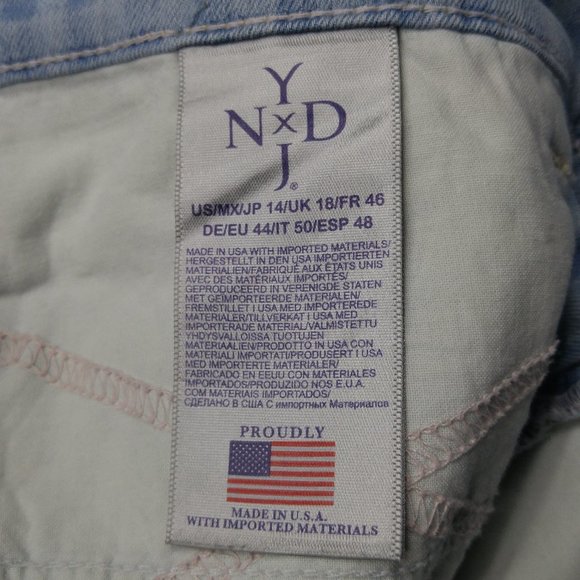 Y
N×D
J®
US/MX/JP 14/UK 18/FR 46
DE/EU 44/IT 50/ESP 48
MADE IN USA WITH IMPORTED MATERIALS/
HERGESTELLT IN DEN USA IMPORTIERTEN
MATERIALIEN/FABRIQUÉ AUX ÉTATS UNIS
AVEC DES MATÉRIAUX IMPORTÉS/
GEPRODUCEERD IN VERENIGDE STATEN
MET GEÏMPORTEERDE MATERIALEN/
FREMSTILLET I USA MED IMPORTEREDE
MATERIALER/TILLVERKAT I USA MED
IMPORTERADE MATERIAL/VALMISTETTU
YHDYSVALLOISSA TUOTUJEN
MATERIAALIEN/PRODOTTO IN USA CON
MATERIALI IMPORTATI/PRODUSERT I USA
MED IMPORTERTE MATERIALER/
FABRICADO EN EEUU CON MATERIALES
IMPORTADOS/PRODUZIDO NOS E.U.A.
COM MATERIAIS IMPORTADOS/
СДЕЛАНО В США С импортных Материалов
PROUDLY
MADE IN U.S.A.
WITH IMPORTED MATERIALS